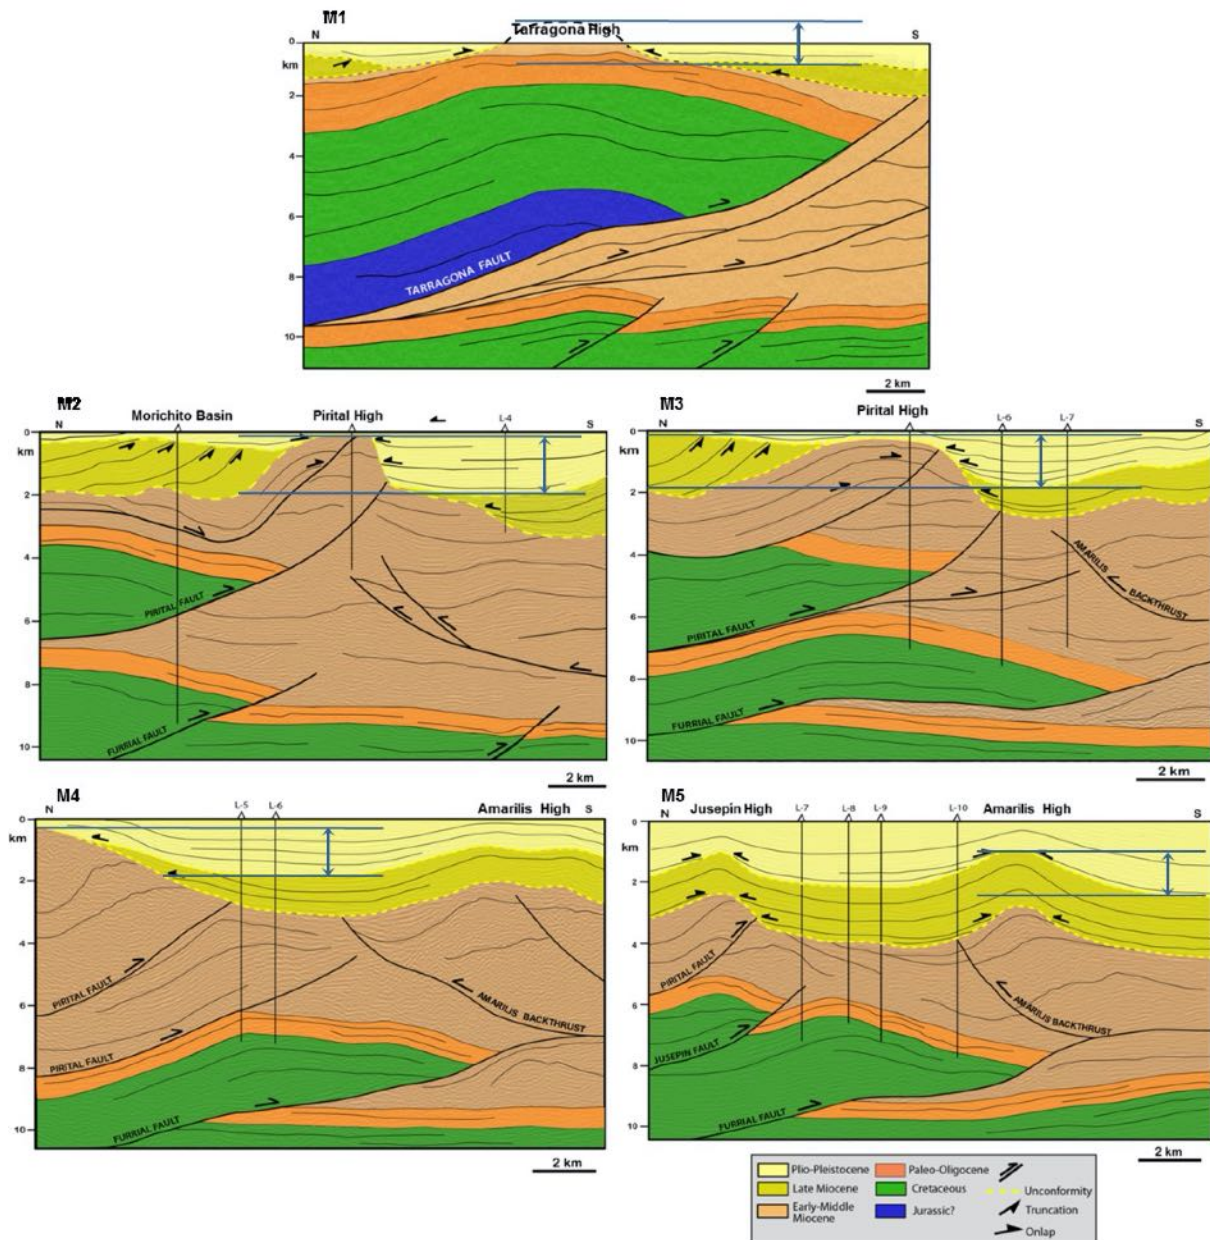 M1
Tarragona High
N
S
0
km
2
4
6
8
10
TARRAGONA FAULT
2 km
M2
Morichito Basin
Pirital High
N
L-4
S
0
km
2
4
6
8
10
PIRITAL FAULT
FURRIAL FAULT
2 km
M3
Pirital High
N
L-6
L-7
S
0
km
2
4
6
8
10
AMARILIS
BACKTHRUST
PIRITAL FAULT
FURRIAL FAULT
2 km
M4
N
L-5
L-6
Amarilis High
S
0
km
2
4
6
8
10
PIRITAL FAULT
AMARILIS BACKTHRUST
PIRITAL FAULT
FURRIAL FAULT
2 km
M5
N
Jusepin High
L-7
L-8
L-9
L-10
Amarilis High
S
0
km
2
4
6
8
10
PIRITAL FAULT
AMARILIS BACKTHRUST
JUSEPIN FAULT
FURRIAL FAULT
2 km
Plio-Pleistocene
Late Miocene
Early-Middle
Miocene
Paleo-Oligocene
Cretaceous
Jurassic?
Unconformity
Truncation
Onlap